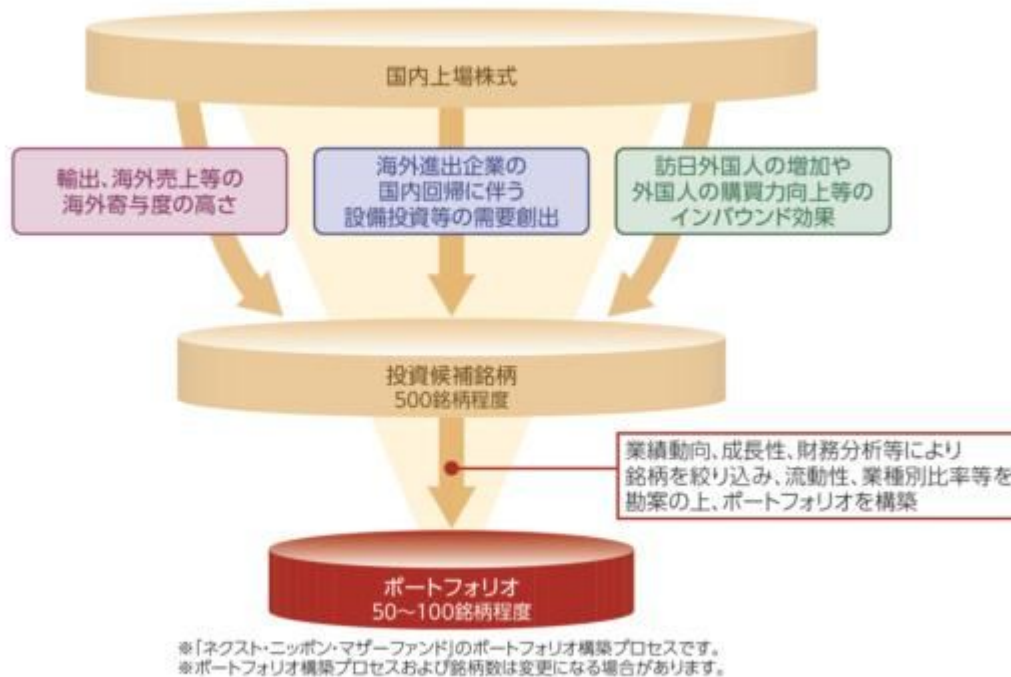 国内上場株式
輸出、海外売上等の
海外寄与度の高さ
海外進出企業の
国内回帰に伴う
設備投資等の需要創出
訪日外国人の増加や
外国人の購買力向上等の
インバウンド効果
投資候補銘柄
500銘柄程度
業績動向、成長性、財務分析等により
銘柄を絞り込み、流動性、業種別比率等を
勘案の上、ポートフォリオを構築
ポートフォリオ
50～100銘柄程度
※「ネクスト・ニッポン・マザーファンド」のポートフォリオ構築プロセスです。
※ポートフォリオ構築プロセスおよび銘柄数は変更になる場合があります。